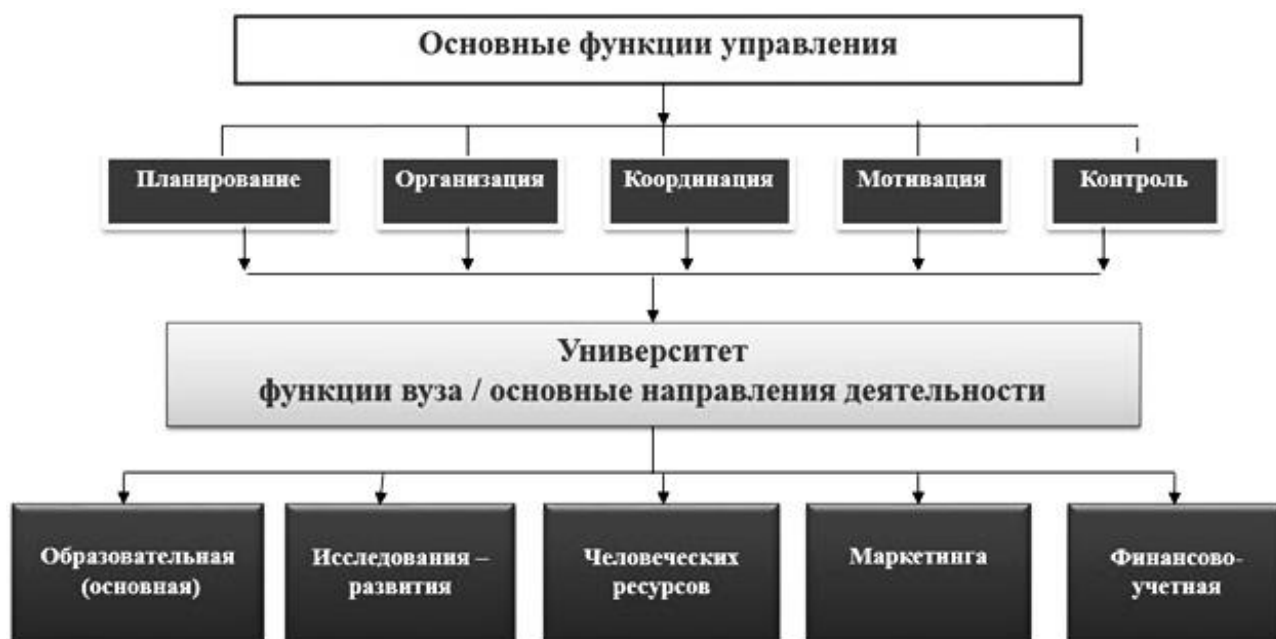 Основные функции управления
Планирование
Организация
Координация
Мотивация
Контроль
Университет
функции вуза / основные направления деятельности
Образовательная
(основная)
Исследования –
развития
Человеческих
ресурсов
Маркетинга
Финансово-
учетная